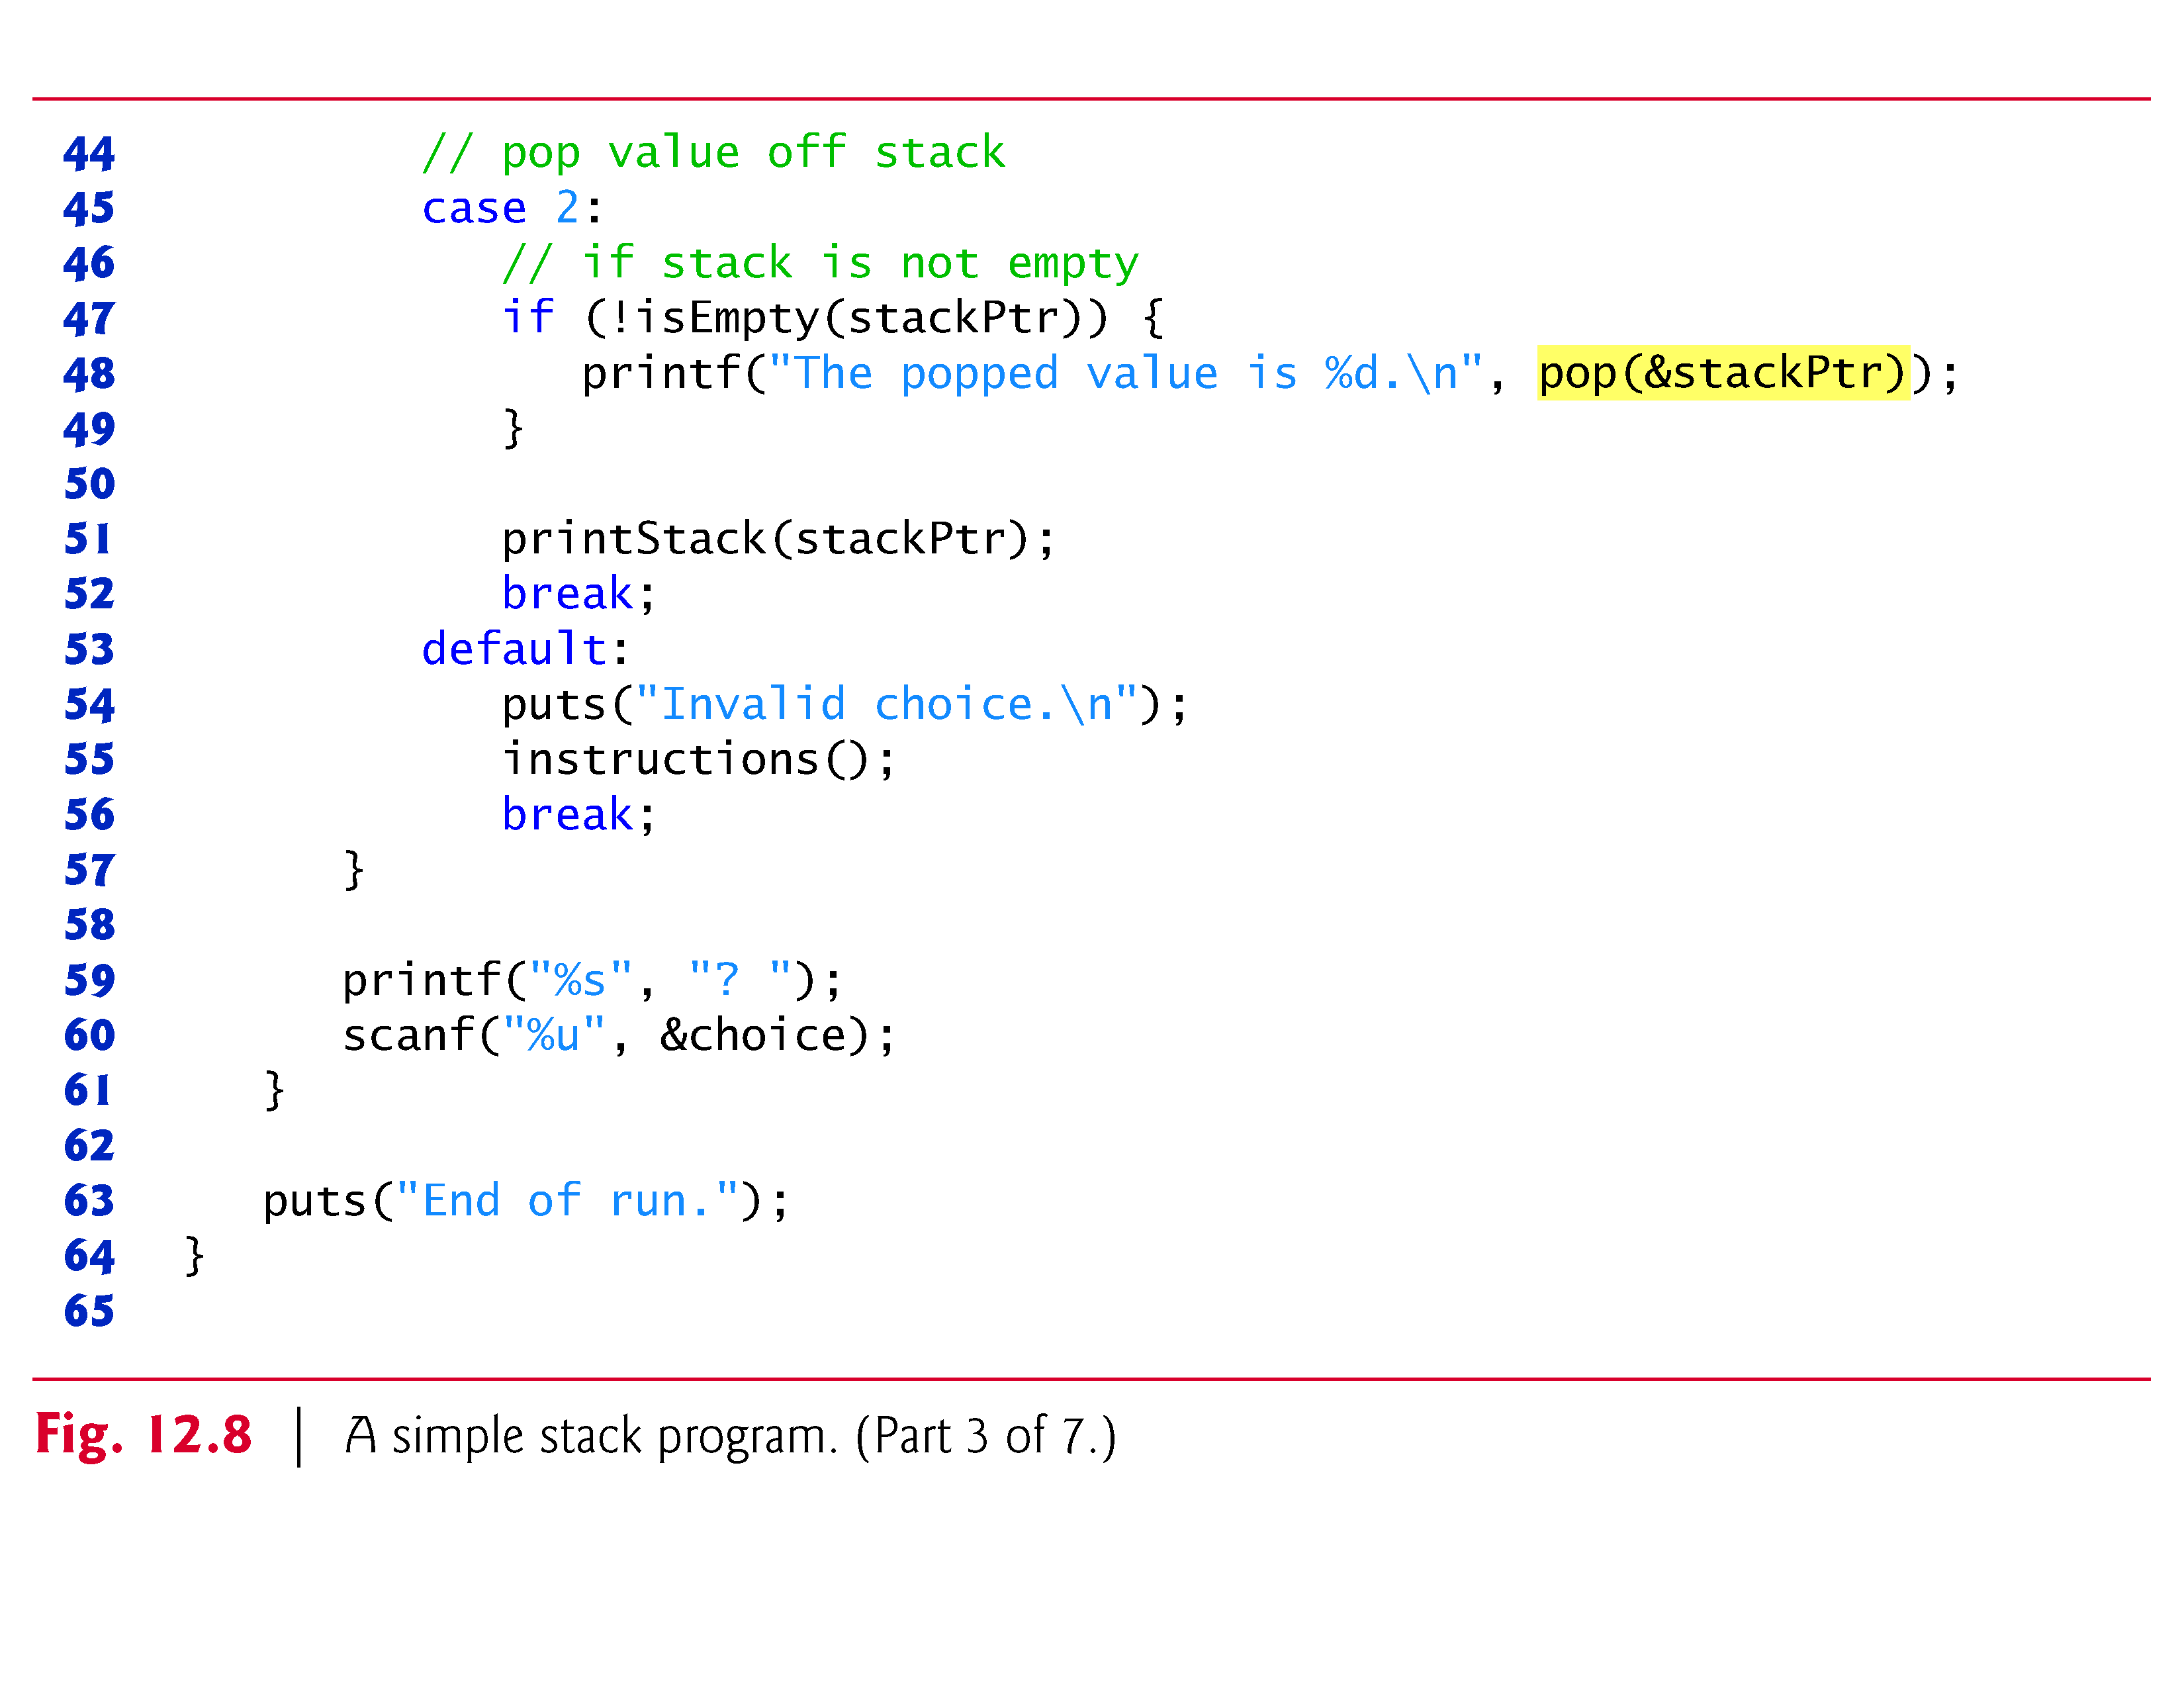 44 // pop value off stack
45 case 2:
46 // if stack is not empty
47 if (!isEmpty(stackPtr)) {
48 printf("The popped value is %d.\n", pop(&stackPtr));
49 }
50
51 printStack(stackPtr);
52 break;
53 default:
54 puts("Invalid choice.\n");
55 instructions();
56 break;
57 }
58
59 printf("%s", "? ");
60 scanf("%u", &choice);
61 }
62
63 puts("End of run.");
64 }
65
Fig. 12.8 | A simple stack program. (Part 3 of 7.)